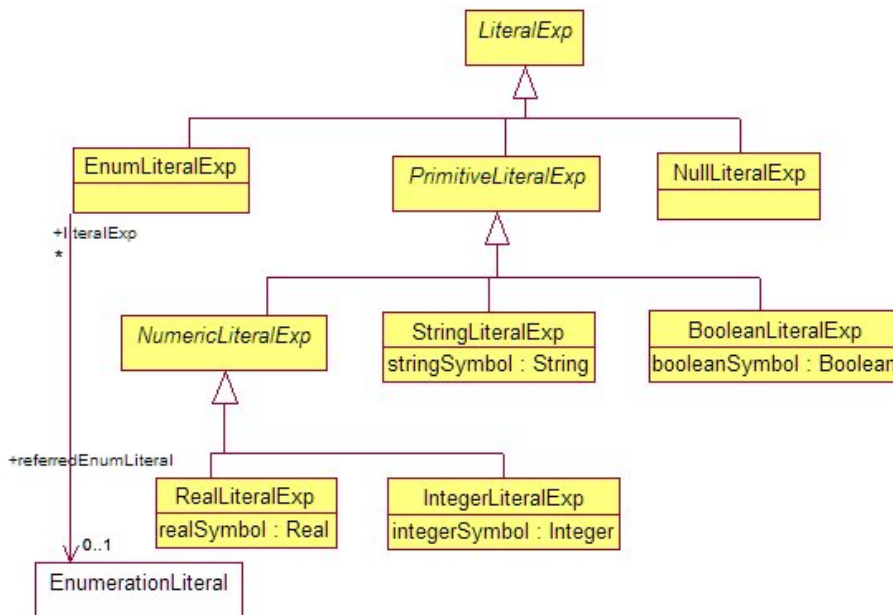 LiteralExp
EnumLiteralExp
PrimitiveLiteralExp
NullLiteralExp
+literalExp
*
NumericLiteralExp
StringLiteralExp
stringSymbol : String
BooleanLiteralExp
booleanSymbol : Boolean
+referredEnumLiteral
RealLiteralExp
realSymbol : Real
IntegerLiteralExp
integerSymbol : Integer
0..1
EnumerationLiteral